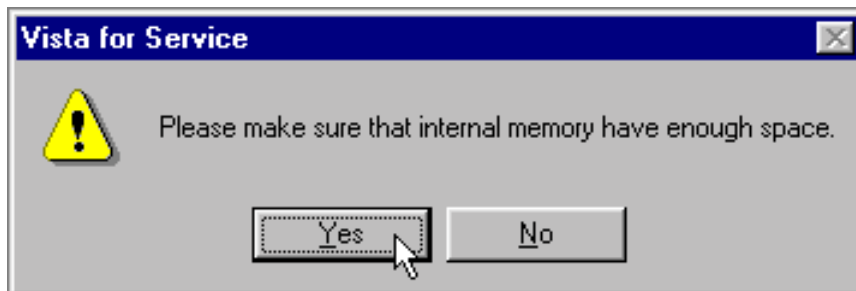 Vista for Service
Please make sure that internal memory have enough space.
Yes
No